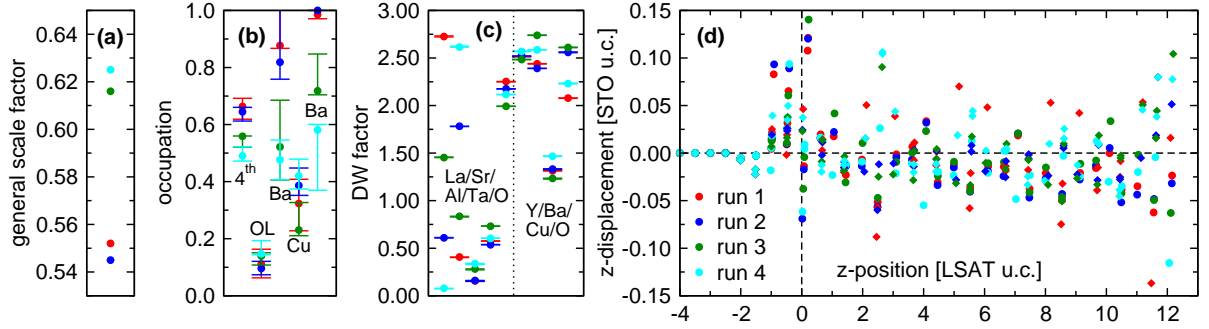 (a)
general scale factor
0.64
0.62
0.60
0.58
0.56
0.54
(b)
occupation
1.0
0.8
0.6
0.4
0.2
0.0
4th
OL
Ba
Cu
Ba
(c)
DW factor
3.00
2.50
2.00
1.50
1.00
0.50
0.00
La/Sr/
Al/Ta/O
Y/Ba/
Cu/O
(d)
z-displacement [STO u.c.]
0.15
0.10
0.05
0.00
-0.05
-0.10
-0.15
run 1
run 2
run 3
run 4
z-position [LSAT u.c.]
-4 -2 0 2 4 6 8 10 12